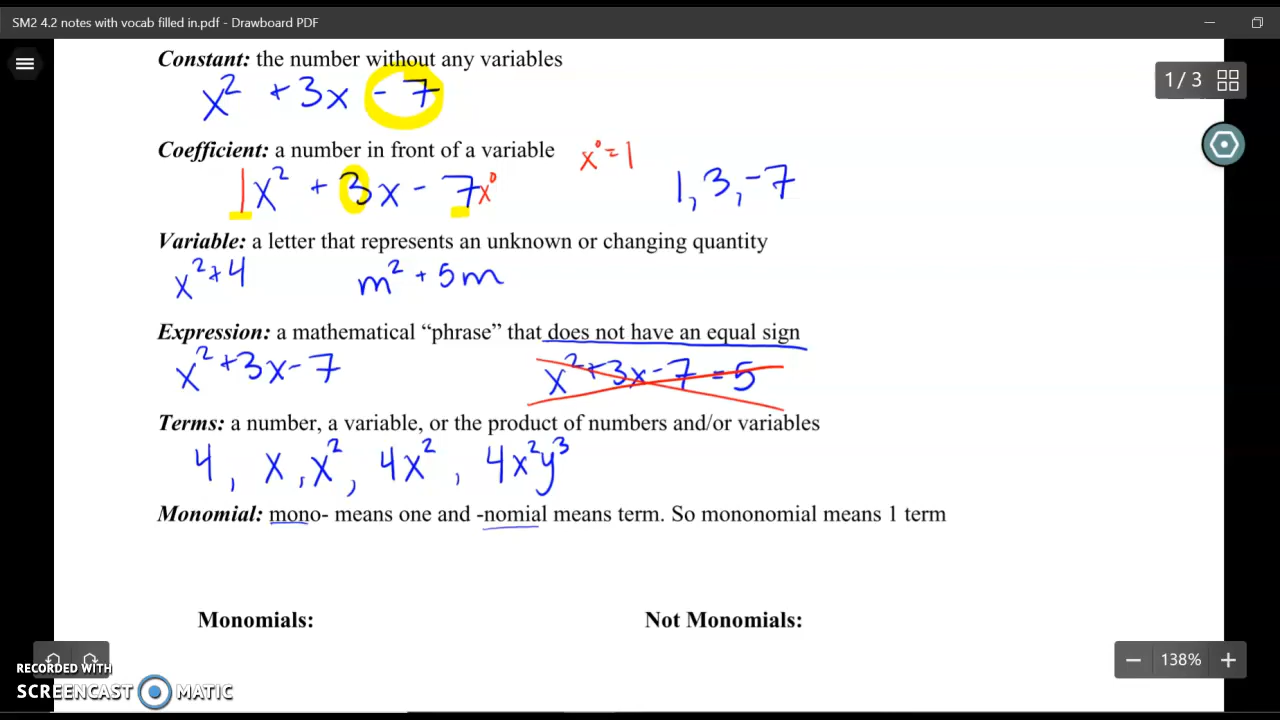 SM2 4.2 notes with vocab filled in.pdf - Drawboard PDF
Constant: the number without any variables
x² + 3x - 7
1 / 3
Coefficient: a number in front of a variable x⁰ = 1
1x² + 3x - 7x⁰ 1, 3, -7
Variable: a letter that represents an unknown or changing quantity
x² + 4 m² + 5m
Expression: a mathematical “phrase” that does not have an equal sign
x² + 3x - 7 x² + 3x - 7 = 5
Terms: a number, a variable, or the product of numbers and/or variables
4, x, x², 4x², 4x²y³
Monomial: mono- means one and -nomial means term. So mononomial means 1 term
Monomials: Not Monomials:
138%
RECORDED WITH
SCREENCAST MATIC